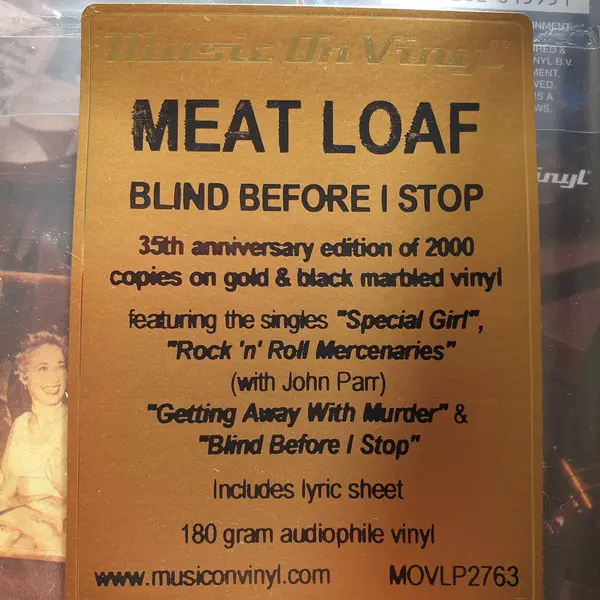 Music On Vinyl®
MEAT LOAF
BLIND BEFORE I STOP
35th anniversary edition of 2000
copies on gold & black marbled vinyl
featuring the singles "Special Girl",
"Rock 'n' Roll Mercenaries"
(with John Parr)
"Getting Away With Murder" &
"Blind Before I Stop"
Includes lyric sheet
180 gram audiophile vinyl
www.musiconvinyl.com MOVLP2763